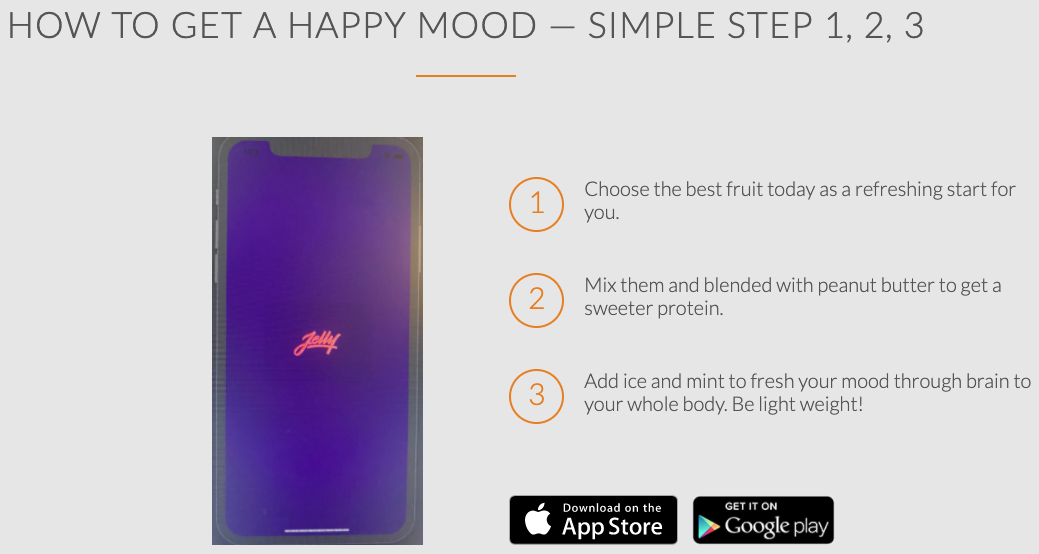 HOW TO GET A HAPPY MOOD — SIMPLE STEP 1, 2, 3
Jelly
1
Choose the best fruit today as a refreshing start for
you.
2
Mix them and blended with peanut butter to get a
sweeter protein.
3
Add ice and mint to fresh your mood through brain to
your whole body. Be light weight!
Download on the
App Store
GET IT ON
Google play